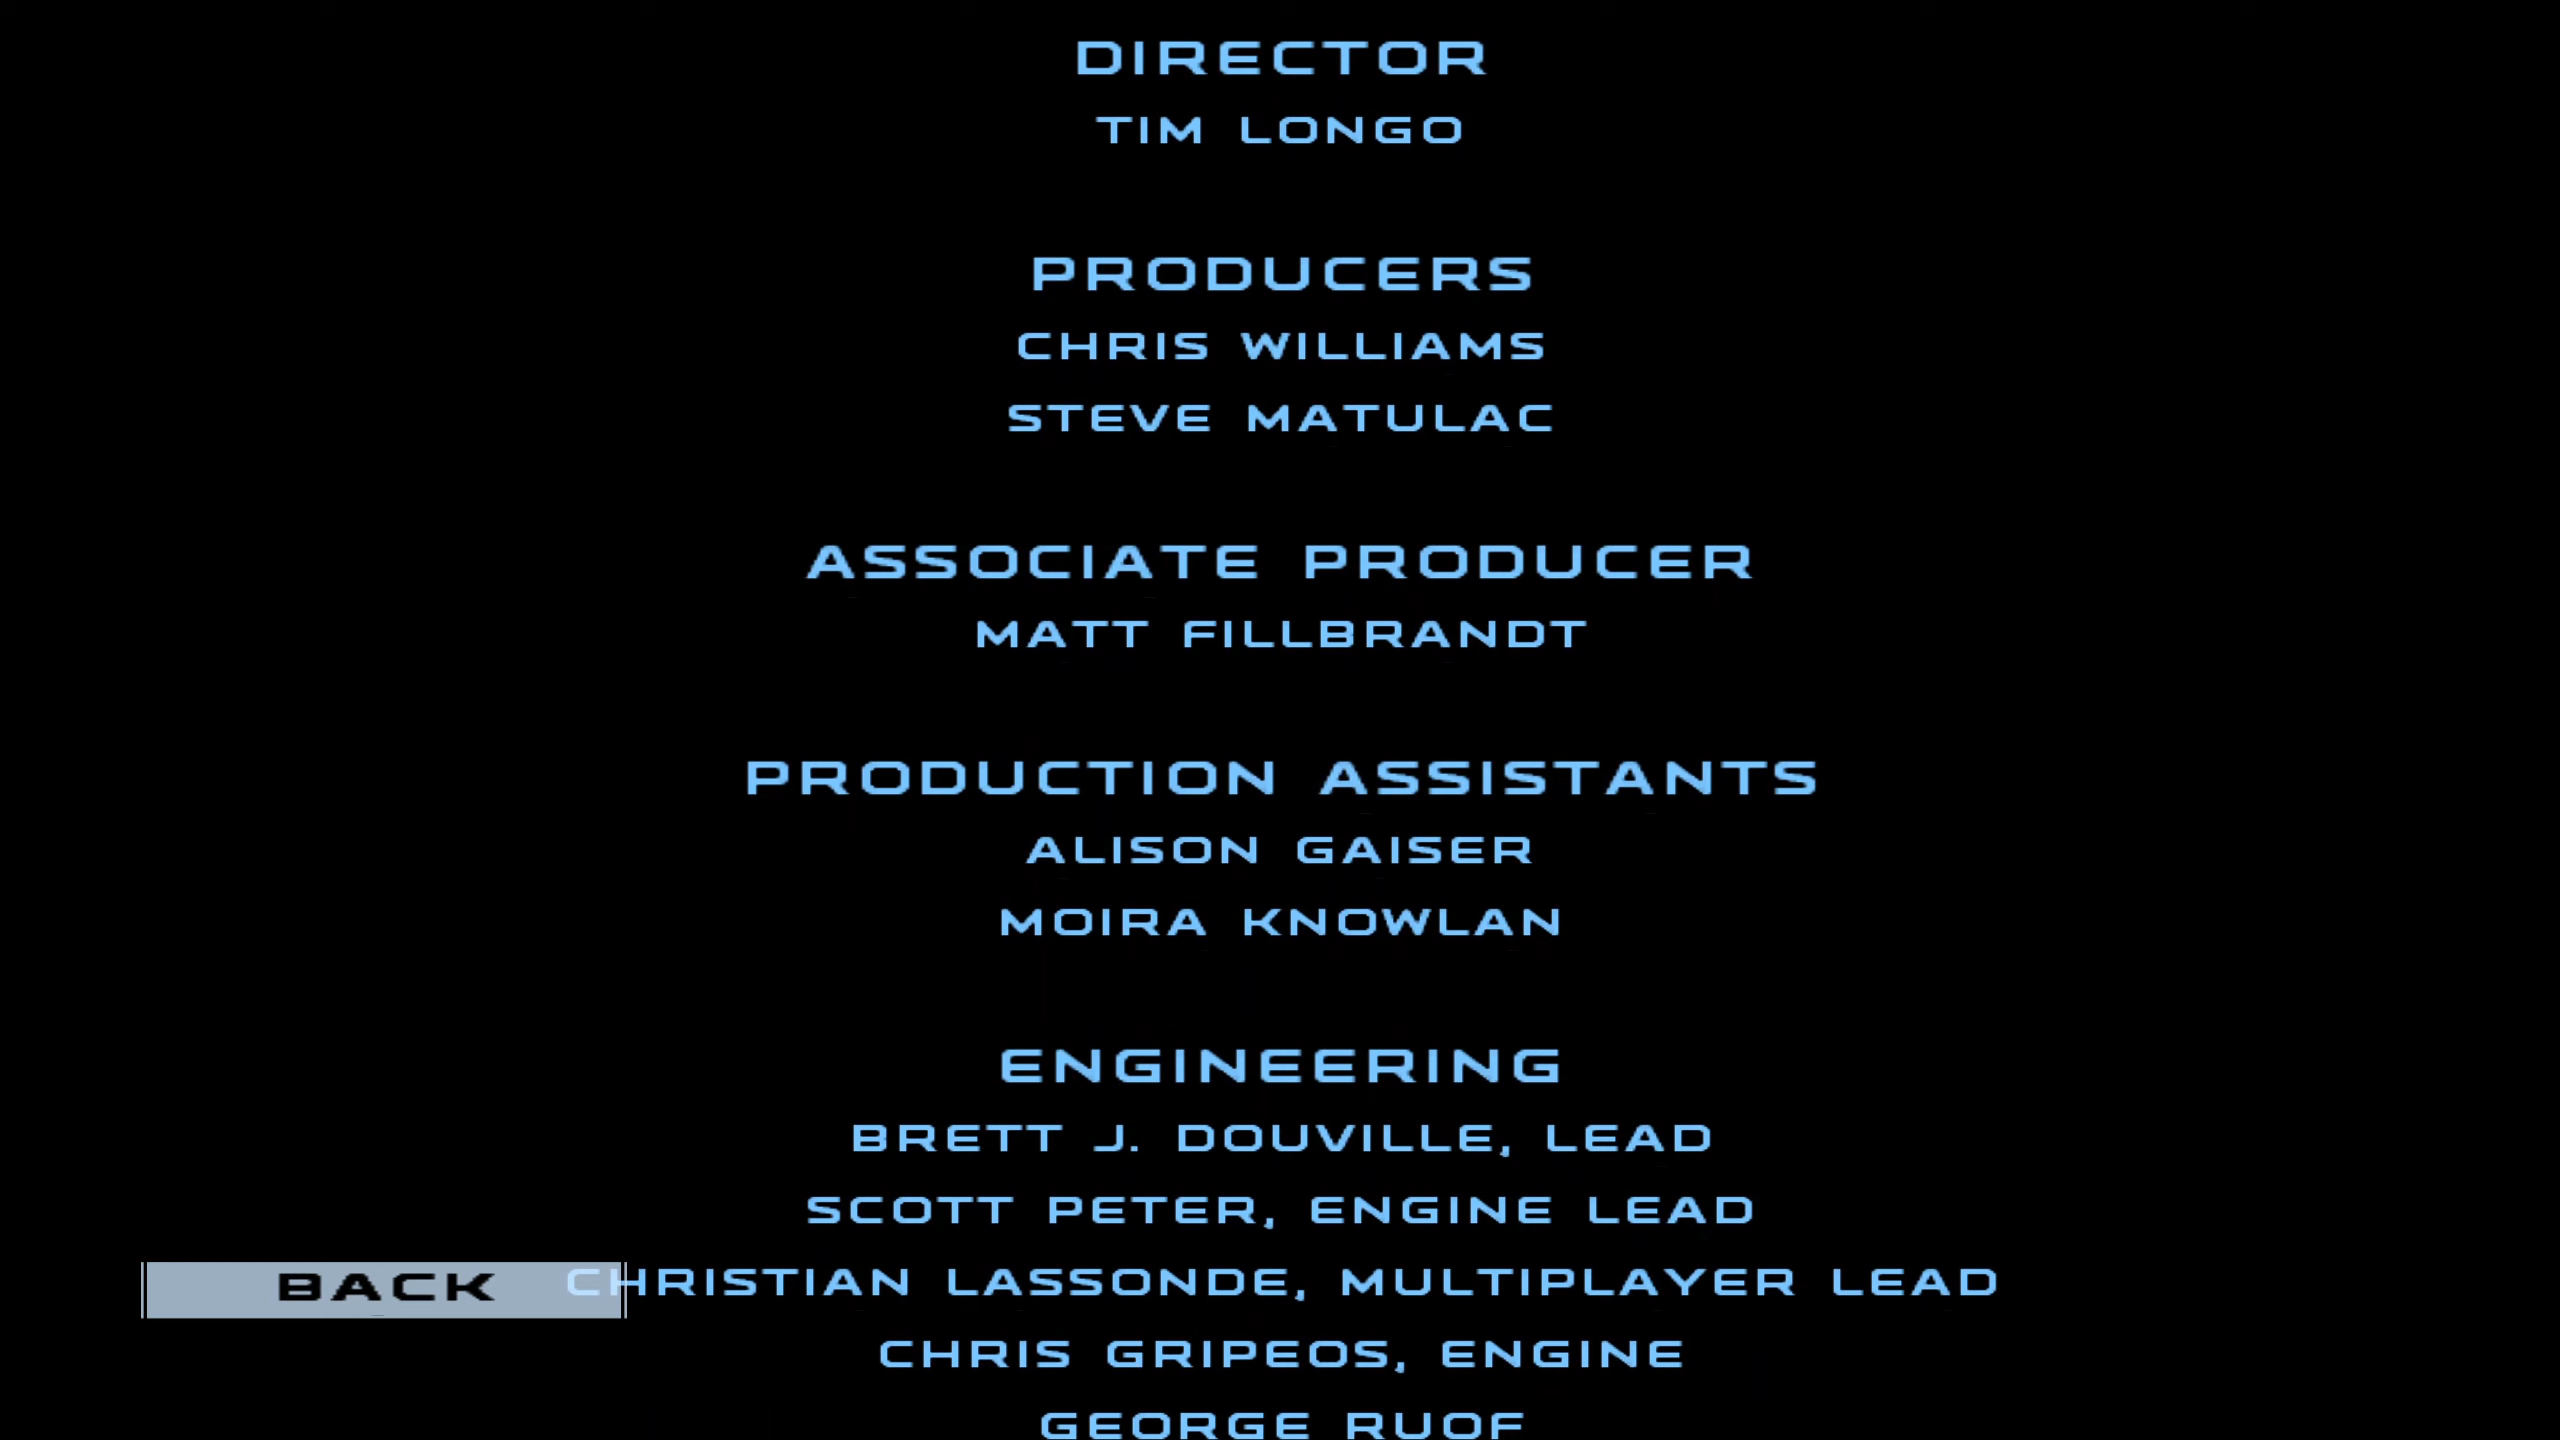 DIRECTOR
TIM LONGO
PRODUCERS
CHRIS WILLIAMS
STEVE MATULAC
ASSOCIATE PRODUCER
MATT FILLBRANDT
PRODUCTION ASSISTANTS
ALISON GAISER
MOIRA KNOWLAN
ENGINEERING
BRETT J. DOUVILLE, LEAD
SCOTT PETER, ENGINE LEAD
BACK
CHRISTIAN LASSONDE, MULTIPLAYER LEAD
CHRIS GRIPEOS, ENGINE
GEORGE RUOF